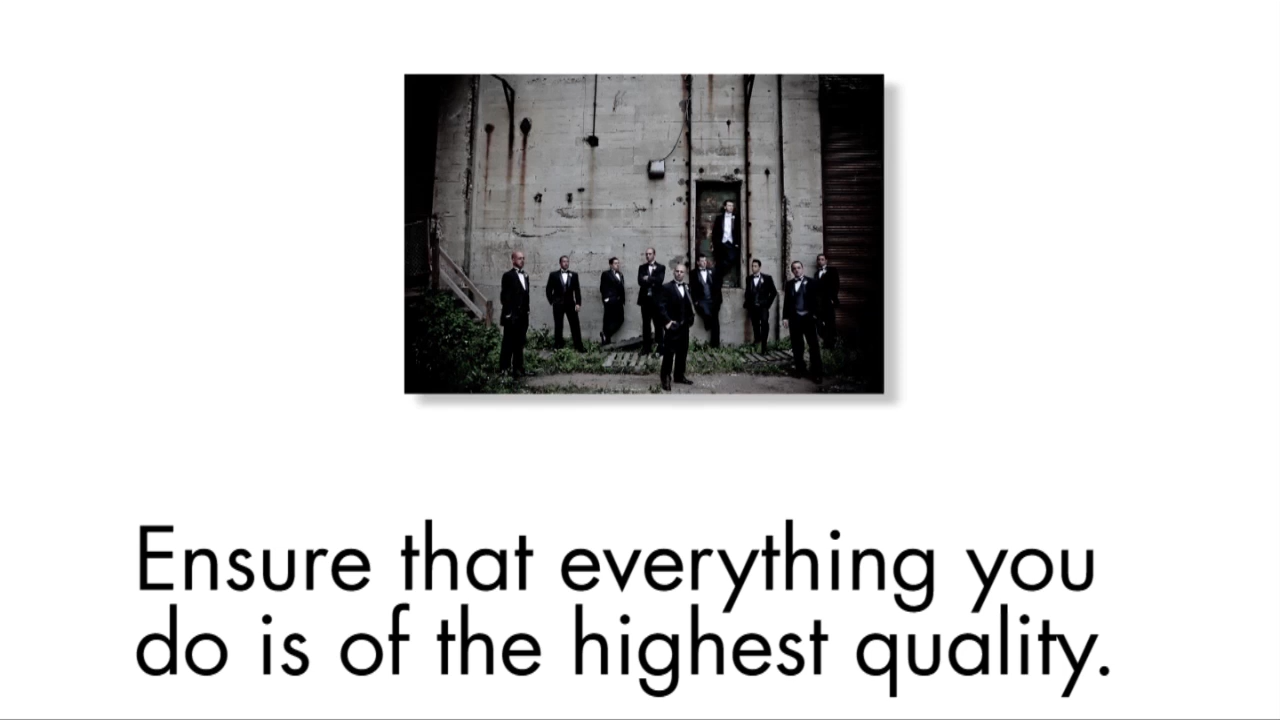 Ensure that everything you
do is of the highest quality.